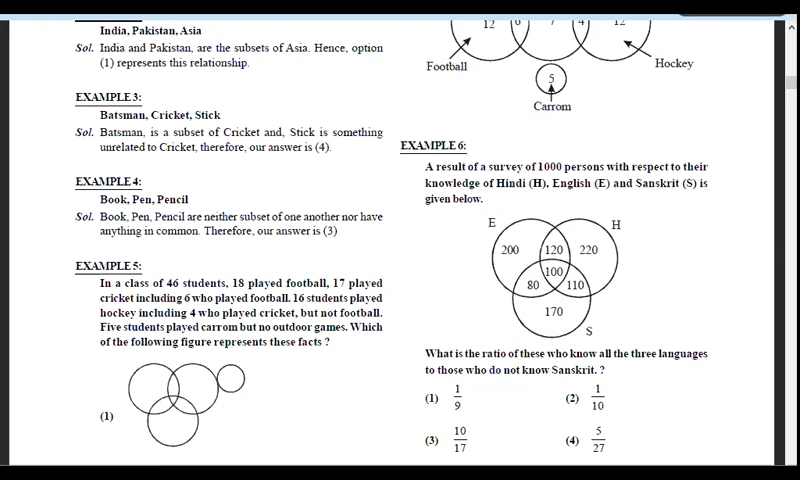 India, Pakistan, Asia
Sol. India and Pakistan, are the subsets of Asia. Hence, option
(1) represents this relationship.
EXAMPLE 3:
Batsman, Cricket, Stick
Sol. Batsman, is a subset of Cricket and, Stick is something
unrelated to Cricket, therefore, our answer is (4).
EXAMPLE 4:
Book, Pen, Pencil
Sol. Book, Pen, Pencil are neither subset of one another nor have
anything in common. Therefore, our answer is (3)
EXAMPLE 5:
In a class of 46 students, 18 played football, 17 played
cricket including 6 who played football. 16 students played
hockey including 4 who played cricket, but not football.
Five students played carrom but no outdoor games. Which
of the following figure represents these facts ?
(1)
12 6 7 4 12
Football
Hockey
5
Carrom
EXAMPLE 6:
A result of a survey of 1000 persons with respect to their
knowledge of Hindi (H), English (E) and Sanskrit (S) is
given below.
E H
200 120 220
100
80 110
170
S
What is the ratio of these who know all the three languages
to those who do not know Sanskrit. ?
(1) 1/9 (2) 1/10
(3) 10/17 (4) 5/27